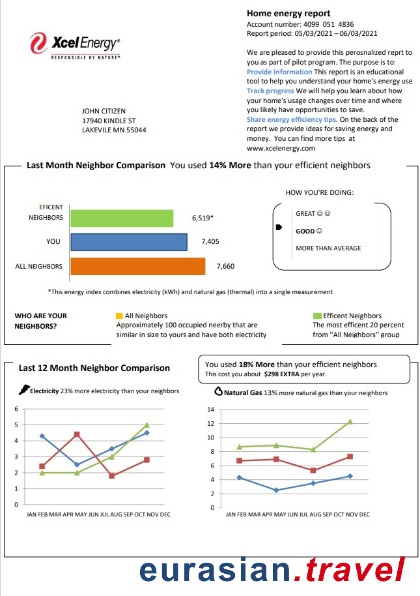 Home energy report
Account number: 4099 051 4836
Report period: 05/03/2021 – 06/03/2021
XcelEnergy®
RESPONSIBLE BY NATURE®
We are pleased to provide this perosnalized reprt to
you as part of pilot program. The purpose is to:
Provide information This report is an educational
tool to help you understand your home's energy use
Track progress We will help you learn about how
your home's usage changes over time and where
you likely have opportunities to save.
Share energy efficiency tips. On the back of the
report we provide ideas for saving energy and
money. You can find more tips at
www.xcelenergy.com
JOHN CITIZEN
17940 KINDLE ST
LAKEVILE MN 55044
Last Month Neighbor Comparison You used 14% More than your efficient neighbors
EFICENT
NEIGHBORS
6,519*
YOU
7,405
ALL NEIGHBORS
7,660
HOW YOU'RE DOING:
GREAT ☺ ☺
GOOD ☺
MORE THAN AVERAGE
*This energy index combines electricity (kWh) and natural gas (thermal) into a single measurement
WHO ARE YOUR
NEIGHBORS?
All Neighbors
Approximately 100 occupied neerby that are
similar in size to yours and have both electricity
Efficent Neighbors
The most efficent 20 percent
from "All Neighbors" group
Last 12 Month Neighbor Comparison
You used 18% More than your efficient neighbors
This cost you about $298 EXTRA per year.
Electricity 23% more electricity than your neighbors
6
5
4
3
2
1
0
JAN FEB MAR APR MAY JUN JUL AUG SEP OCT NOV DEC
Natural Gas 13% more natural gas than your neighbors
14
12
10
8
6
4
2
0
JAN FEB MAR APR MAY JUN JUL AUG SEP OCT NOV DEC
eurasian.travel